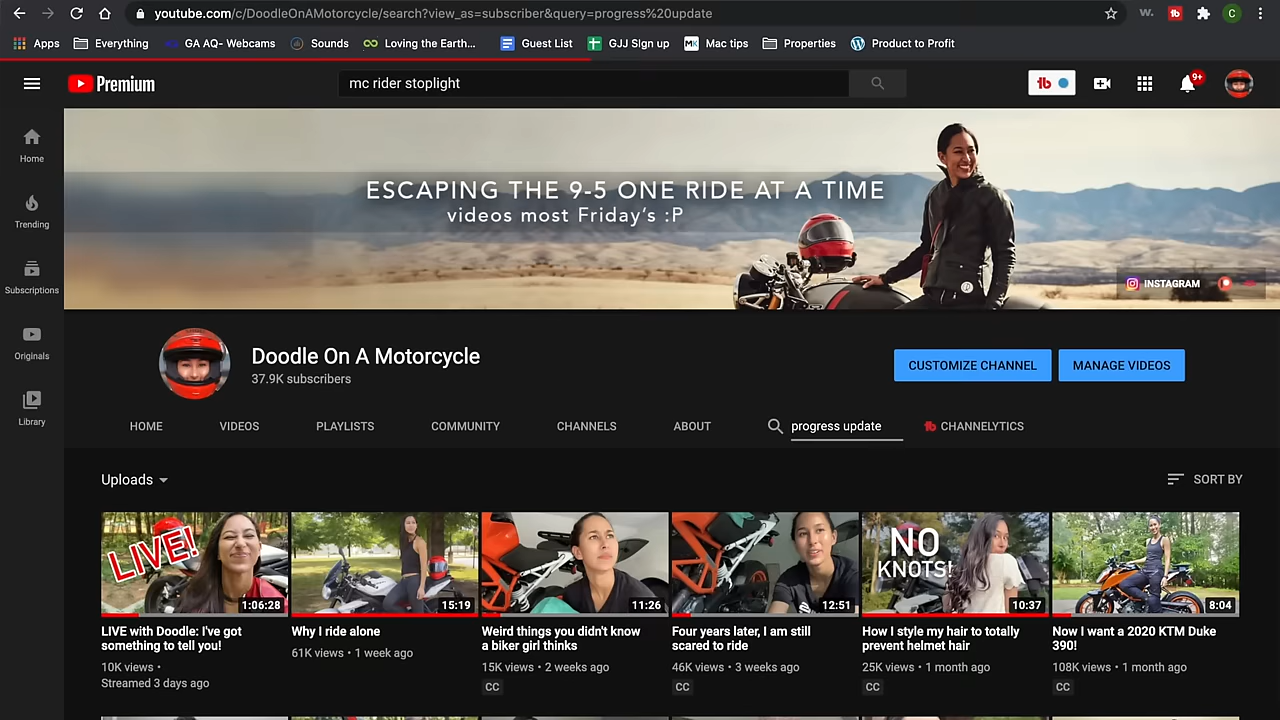 youtube.com/c/DoodleOnAMotorcycle/search?view_as=subscriber&query=progress%20update
W.
tb
C
Apps
Everything
GA AQ- Webcams
Sounds
Loving the Earth...
Guest List
GJJ SIgn up
MK
Mac tips
Properties
Product to Profit
Premium
mc rider stoplight
tb
9+
Home
Trending
Subscriptions
Originals
Library
ESCAPING THE 9-5 ONE RIDE AT A TIME
videos most Friday's :P
INSTAGRAM
Doodle On A Motorcycle
37.9K subscribers
CUSTOMIZE CHANNEL
MANAGE VIDEOS
HOME
VIDEOS
PLAYLISTS
COMMUNITY
CHANNELS
ABOUT
progress update
tb CHANNELYTICS
Uploads
SORT BY
LIVE!
1:06:28
LIVE with Doodle: I've got
something to tell you!
10K views •
Streamed 3 days ago
15:19
Why I ride alone
61K views • 1 week ago
11:26
Weird things you didn't know
a biker girl thinks
15K views • 2 weeks ago
CC
12:51
Four years later, I am still
scared to ride
46K views • 3 weeks ago
CC
NO
KNOTS!
10:37
How I style my hair to totally
prevent helmet hair
25K views • 1 month ago
CC
8:04
Now I want a 2020 KTM Duke
390!
108K views • 1 month ago
CC